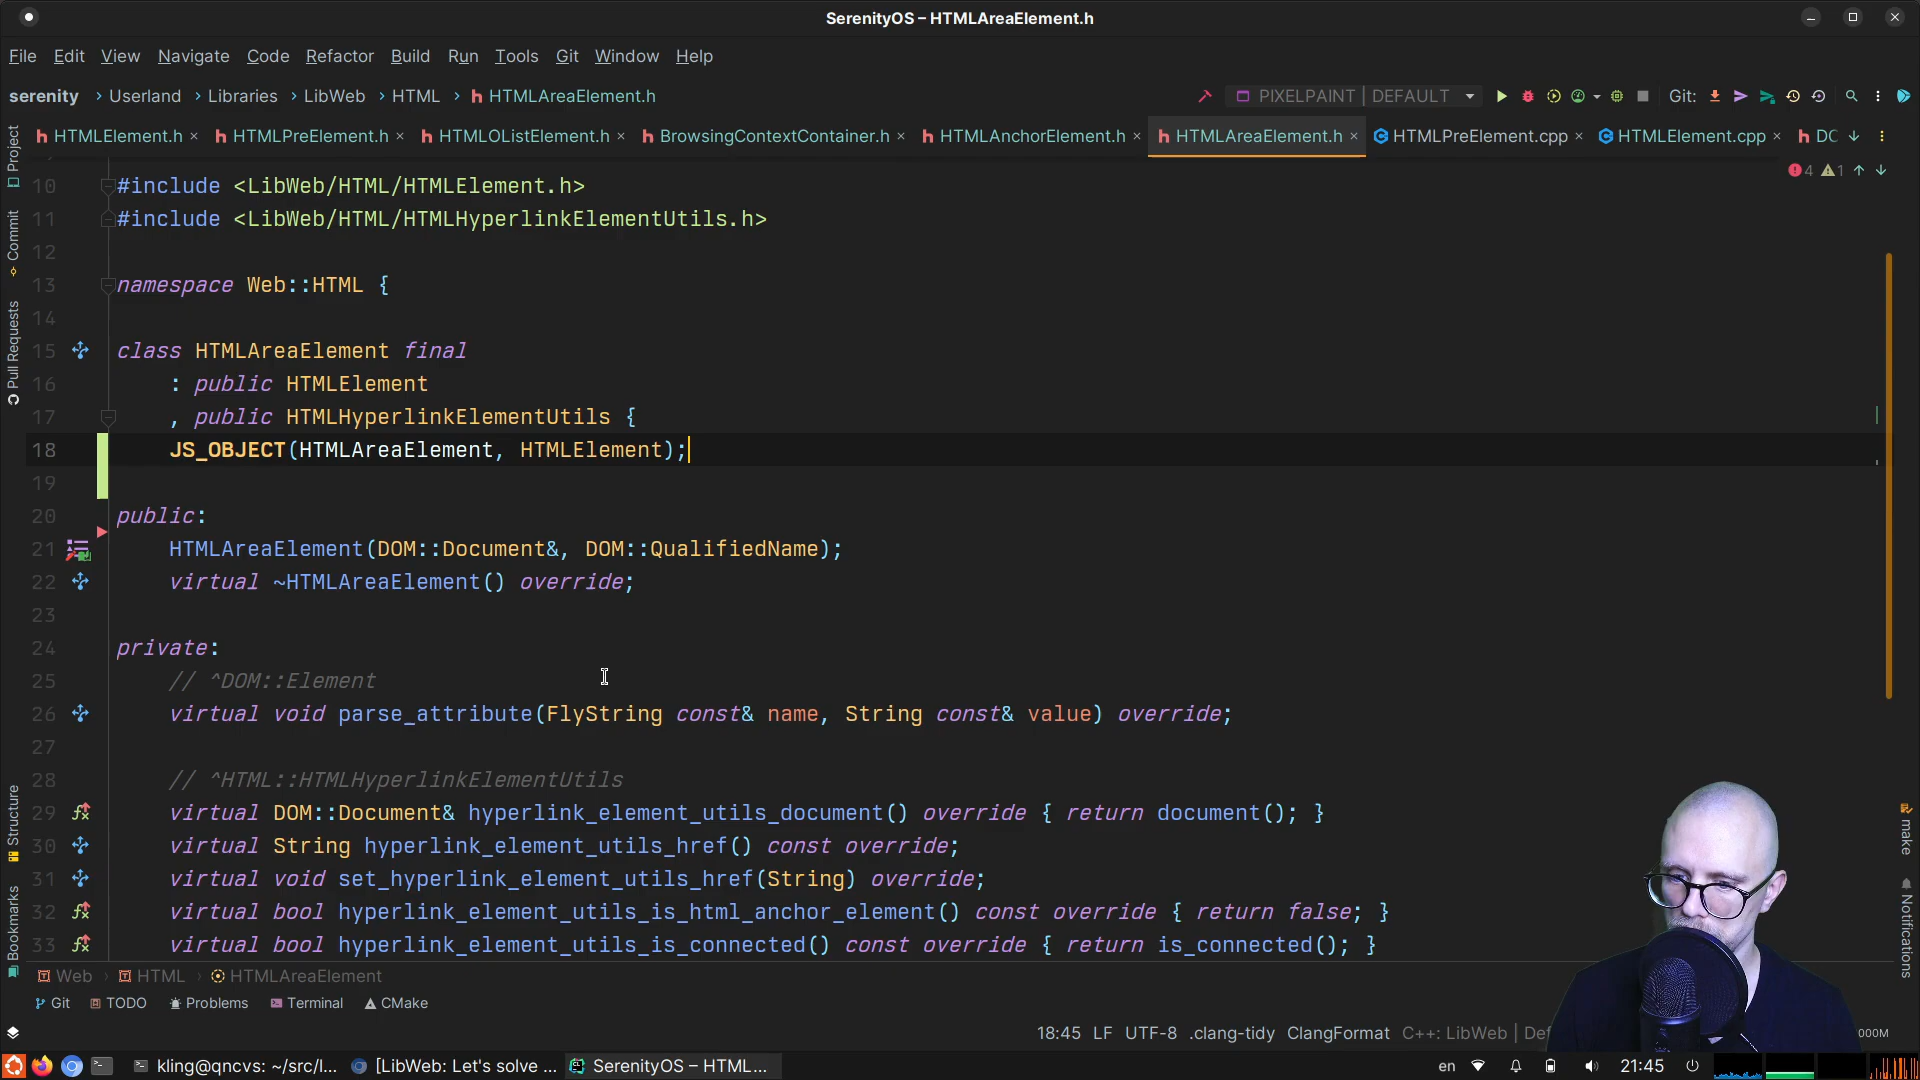 SerenityOS – HTMLAreaElement.h
File Edit View Navigate Code Refactor Build Run Tools Git Window Help
serenity › Userland › Libraries › LibWeb › HTML › HTMLAreaElement.h
PIXELPAINT | DEFAULT
Git:
HTMLElement.h HTMLPreElement.h HTMLOListElement.h BrowsingContextContainer.h HTMLAnchorElement.h HTMLAreaElement.h HTMLPreElement.cpp HTMLElement.cpp
4 1
Project
Commit
Pull Requests
Structure
Bookmarks
10 #include <LibWeb/HTML/HTMLElement.h>
11 #include <LibWeb/HTML/HTMLHyperlinkElementUtils.h>
12
13 namespace Web::HTML {
14
15 class HTMLAreaElement final
16 : public HTMLElement
17 , public HTMLHyperlinkElementUtils {
18 JS_OBJECT(HTMLAreaElement, HTMLElement);
19
20 public:
21 HTMLAreaElement(DOM::Document&, DOM::QualifiedName);
22 virtual ~HTMLAreaElement() override;
23
24 private:
25 // ^DOM::Element
26 virtual void parse_attribute(FlyString const& name, String const& value) override;
27
28 // ^HTML::HTMLHyperlinkElementUtils
29 virtual DOM::Document& hyperlink_element_utils_document() override { return document(); }
30 virtual String hyperlink_element_utils_href() const override;
31 virtual void set_hyperlink_element_utils_href(String) override;
32 virtual bool hyperlink_element_utils_is_html_anchor_element() const override { return false; }
33 virtual bool hyperlink_element_utils_is_connected() const override { return is_connected(); }
make
Notifications
Web › HTML › HTMLAreaElement
Git TODO Problems Terminal CMake
18:45 LF UTF-8 .clang-tidy ClangFormat C++: LibWeb |
kling@qncvs: ~/src/l... [LibWeb: Let's solve ... SerenityOS – HTML...
en 21:45